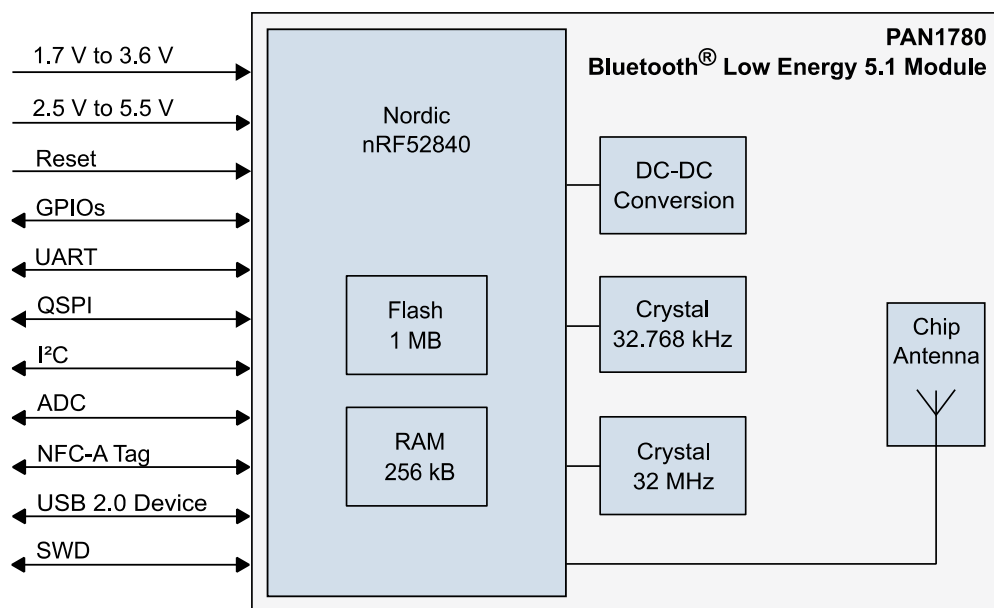 PAN1780
Bluetooth® Low Energy 5.1 Module
1.7 V to 3.6 V
2.5 V to 5.5 V
Reset
GPIOs
UART
QSPI
I²C
ADC
NFC-A Tag
USB 2.0 Device
SWD
Nordic
nRF52840
Flash
1 MB
RAM
256 kB
DC-DC
Conversion
Crystal
32.768 kHz
Crystal
32 MHz
Chip
Antenna